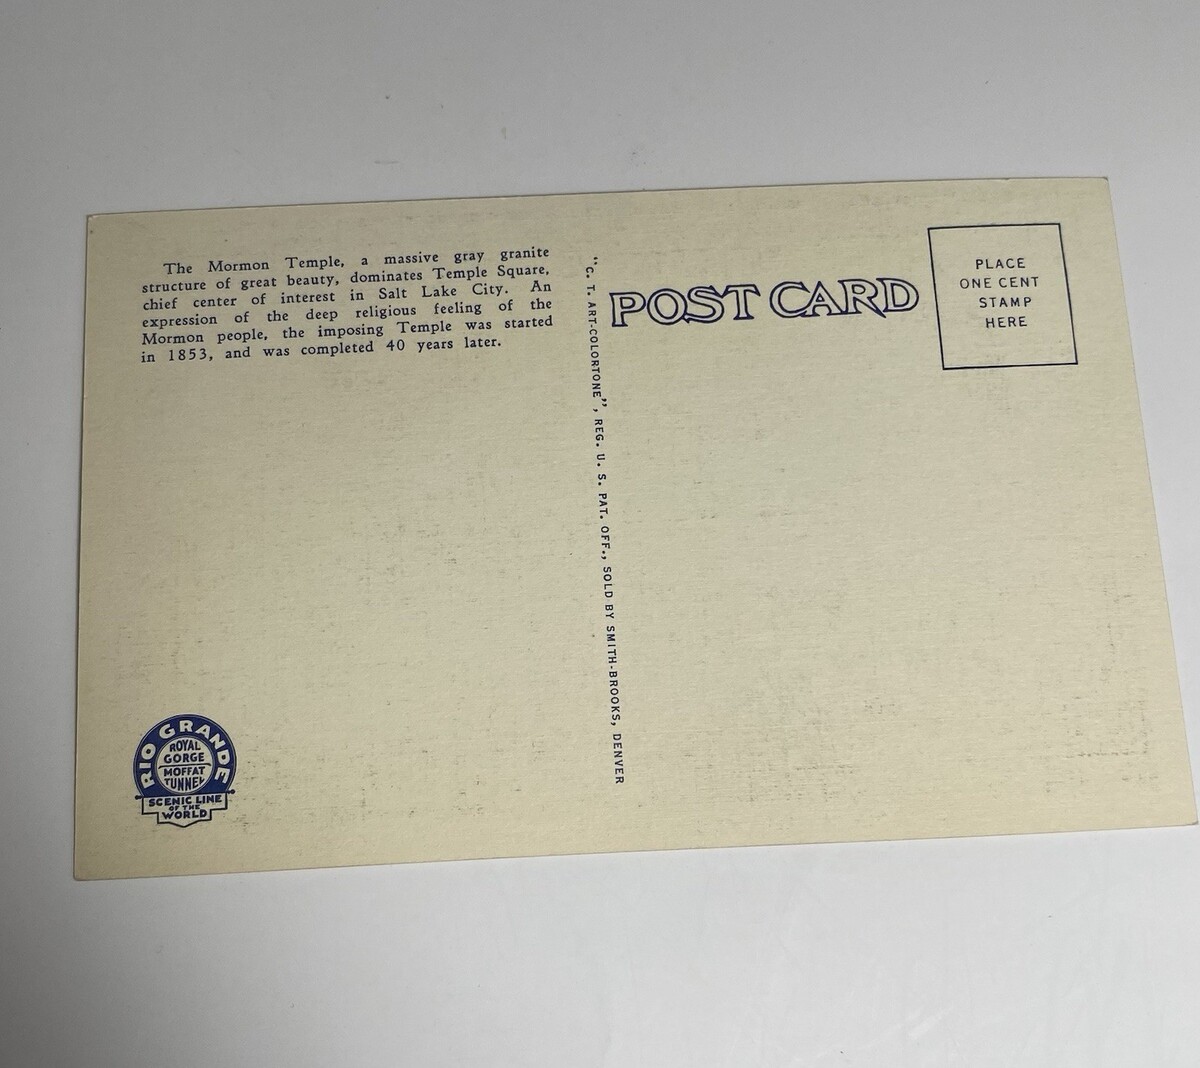 The Mormon Temple, a massive gray granite
structure of great beauty, dominates Temple Square,
chief center of interest in Salt Lake City. An
expression of the deep religious feeling of the
Mormon people, the imposing Temple was started
in 1853, and was completed 40 years later.
"C. T. ART-COLORTONE", REG. U. S. PAT. OFF., SOLD BY SMITH-BROOKS, DENVER
POST CARD
PLACE
ONE CENT
STAMP
HERE
RIO GRANDE
ROYAL
GORGE
MOFFAT
TUNNEL
SCENIC LINE
OF THE
WORLD